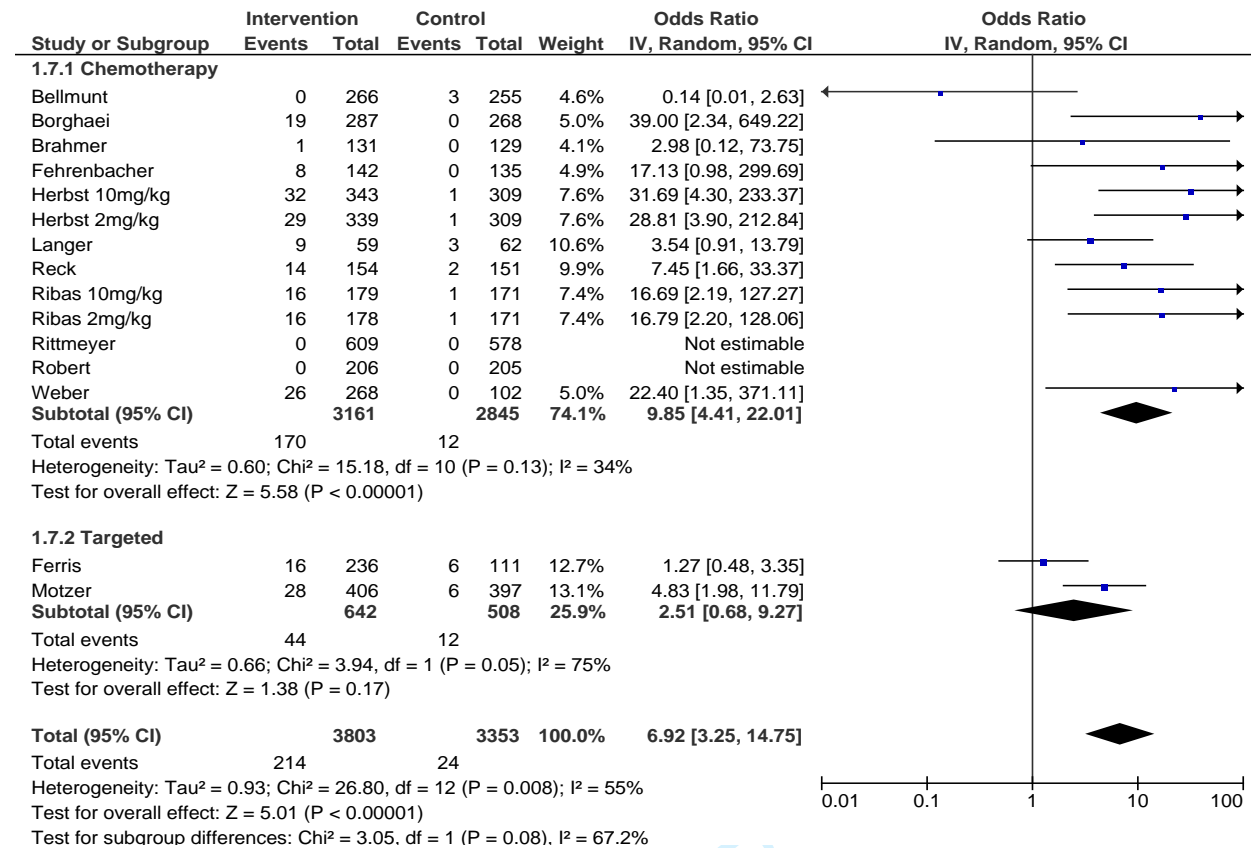 Intervention Control Odds Ratio Odds Ratio
Study or Subgroup Events Total Events Total Weight IV, Random, 95% CI IV, Random, 95% CI
1.7.1 Chemotherapy
Bellmunt 0 266 3 255 4.6% 0.14 [0.01, 2.63]
Borghaei 19 287 0 268 5.0% 39.00 [2.34, 649.22]
Brahmer 1 131 0 129 4.1% 2.98 [0.12, 73.75]
Fehrenbacher 8 142 0 135 4.9% 17.13 [0.98, 299.69]
Herbst 10mg/kg 32 343 1 309 7.6% 31.69 [4.30, 233.37]
Herbst 2mg/kg 29 339 1 309 7.6% 28.81 [3.90, 212.84]
Langer 9 59 3 62 10.6% 3.54 [0.91, 13.79]
Reck 14 154 2 151 9.9% 7.45 [1.66, 33.37]
Ribas 10mg/kg 16 179 1 171 7.4% 16.69 [2.19, 127.27]
Ribas 2mg/kg 16 178 1 171 7.4% 16.79 [2.20, 128.06]
Rittmeyer 0 609 0 578 Not estimable
Robert 0 206 0 205 Not estimable
Weber 26 268 0 102 5.0% 22.40 [1.35, 371.11]
Subtotal (95% CI) 3161 2845 74.1% 9.85 [4.41, 22.01]
Total events 170 12
Heterogeneity: Tau² = 0.60; Chi² = 15.18, df = 10 (P = 0.13); I² = 34%
Test for overall effect: Z = 5.58 (P < 0.00001)
1.7.2 Targeted
Ferris 16 236 6 111 12.7% 1.27 [0.48, 3.35]
Motzer 28 406 6 397 13.1% 4.83 [1.98, 11.79]
Subtotal (95% CI) 642 508 25.9% 2.51 [0.68, 9.27]
Total events 44 12
Heterogeneity: Tau² = 0.66; Chi² = 3.94, df = 1 (P = 0.05); I² = 75%
Test for overall effect: Z = 1.38 (P = 0.17)
Total (95% CI) 3803 3353 100.0% 6.92 [3.25, 14.75]
Total events 214 24
Heterogeneity: Tau² = 0.93; Chi² = 26.80, df = 12 (P = 0.008); I² = 55%
0.01 0.1 1 10 100
Test for overall effect: Z = 5.01 (P < 0.00001)
Test for subgroup differences: Chi² = 3.05, df = 1 (P = 0.08), I² = 67.2%